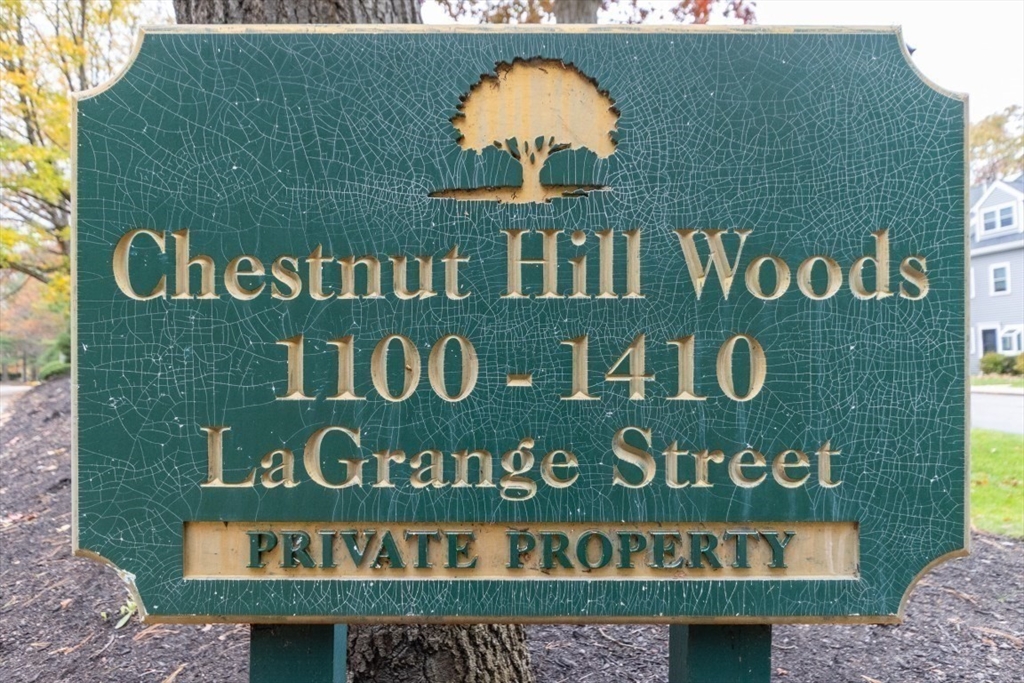 Chestnut Hill Woods
1100 - 1410
LaGrange Street
PRIVATE PROPERTY